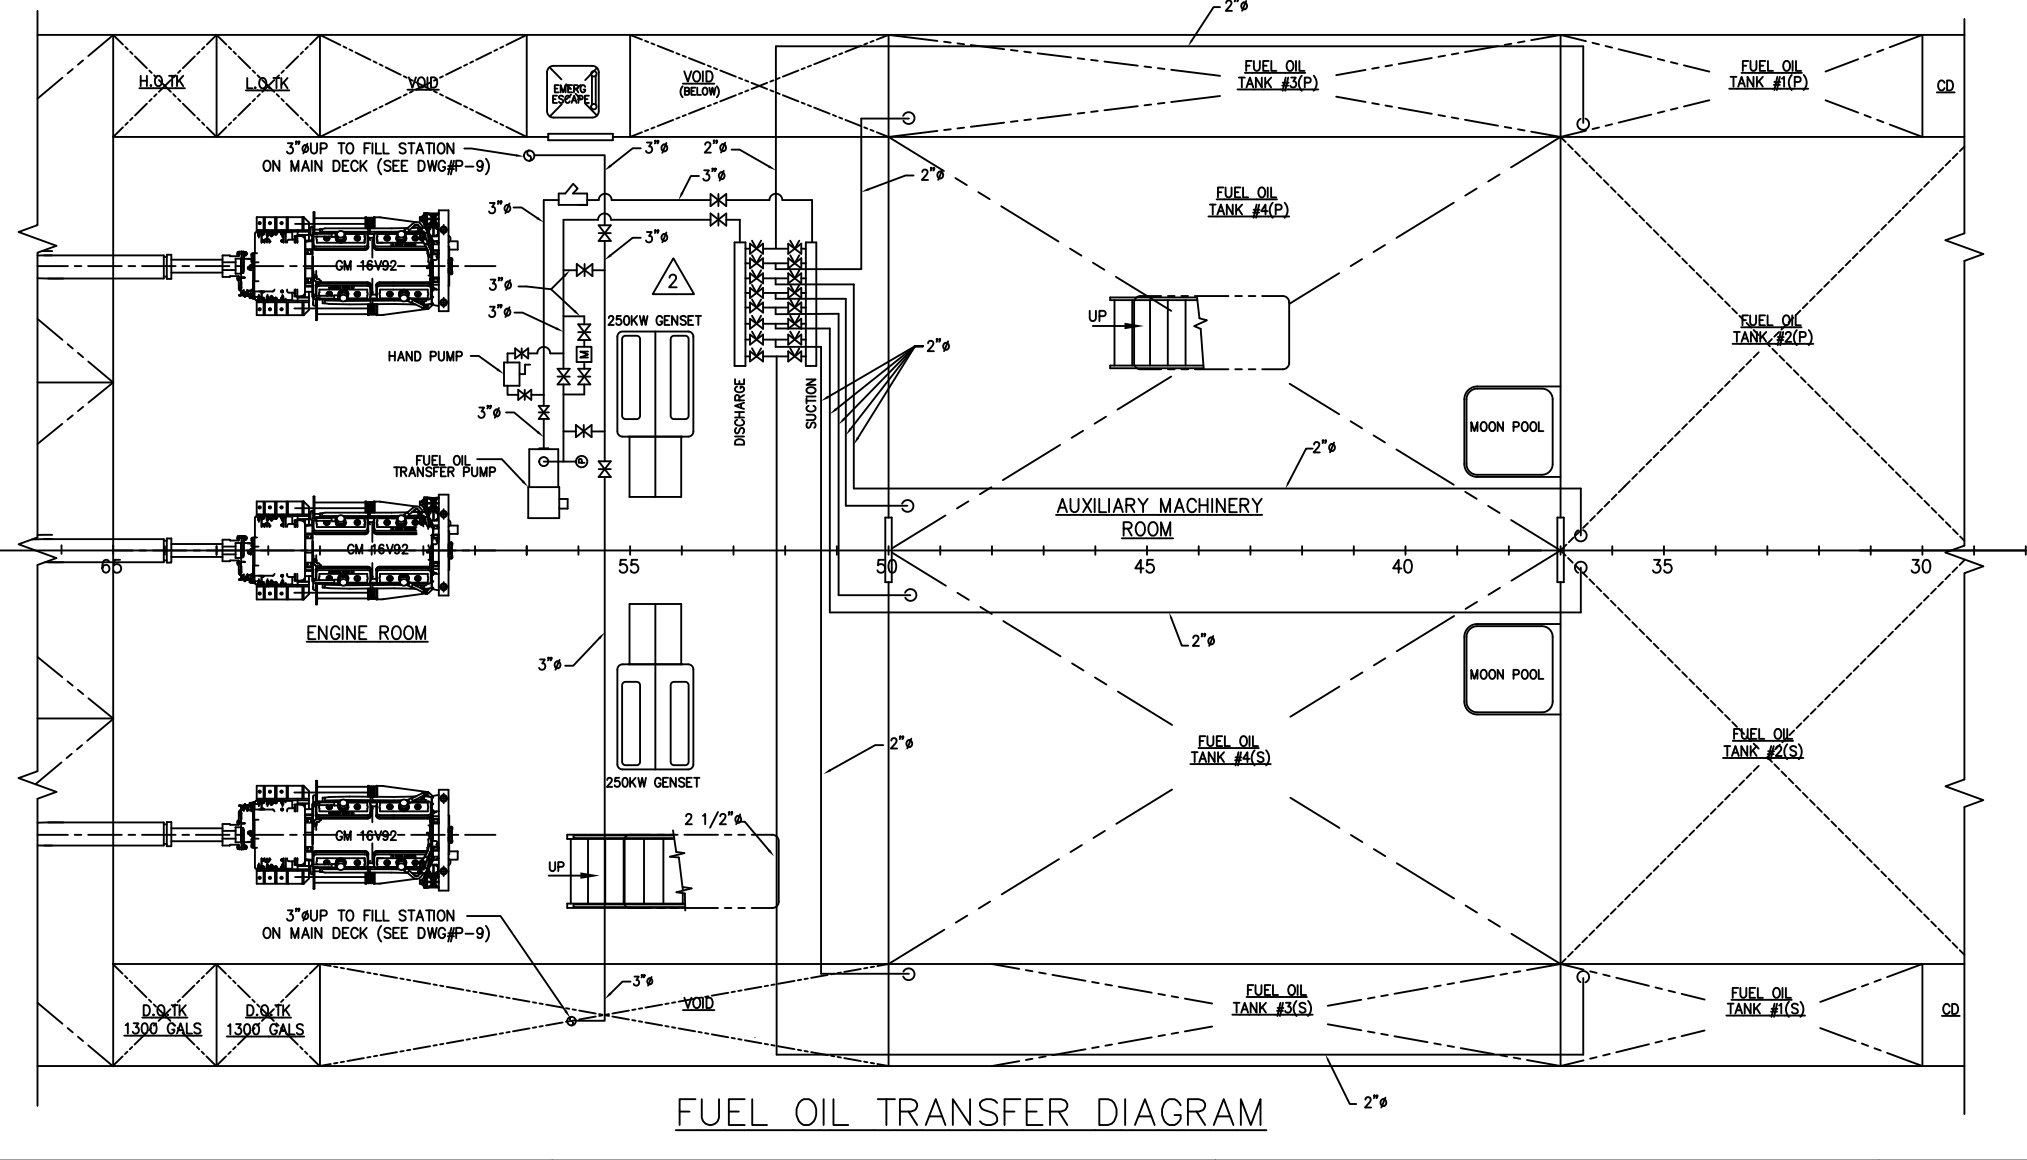 2"ø
H.O.TK
L.O.TK
VOID
EMERG
ESCAPE
VOID
(BELOW)
FUEL OIL
TANK #3(P)
FUEL OIL
TANK #1(P)
CD
3"øUP TO FILL STATION
ON MAIN DECK (SEE DWG#P-9)
3"ø
2"ø
3"ø
2"ø
3"ø
FUEL OIL
TANK #4(P)
3"ø
GM 16V92
2
3"ø
3"ø
250KW GENSET
UP
FUEL OIL
TANK #2(P)
HAND PUMP
M
2"ø
DISCHARGE
SUCTION
3"ø
MOON POOL
FUEL OIL
TRANSFER PUMP
P
2"ø
AUXILIARY MACHINERY
ROOM
GM 16V92
65
55
50
45
40
35
30
ENGINE ROOM
3"ø
2"ø
MOON POOL
2"ø
FUEL OIL
TANK #4(S)
FUEL OIL
TANK #2(S)
250KW GENSET
2 1/2"ø
GM 16V92
UP
3"øUP TO FILL STATION
ON MAIN DECK (SEE DWG#P-9)
3"ø
D.O.TK
1300 GALS
D.O.TK
1300 GALS
VOID
FUEL OIL
TANK #3(S)
FUEL OIL
TANK #1(S)
CD
2"ø
FUEL OIL TRANSFER DIAGRAM